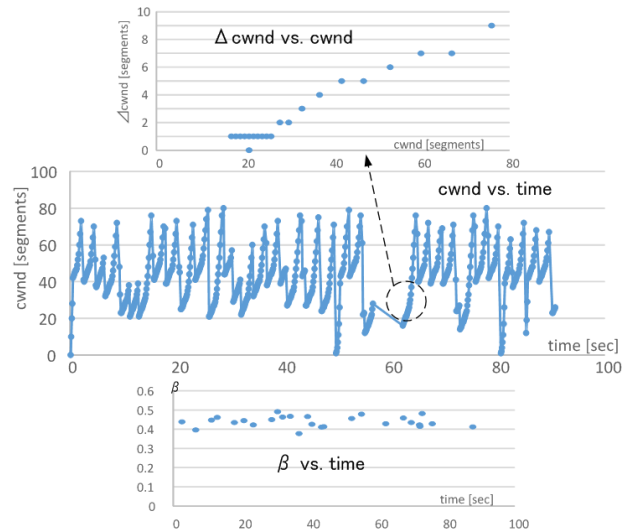 10
8
6
4
2
0
⊿cwnd [segments]
Δ cwnd vs. cwnd
cwnd [segments]
0 20 40 60 80
100
80
60
40
20
0
cwnd [segments]
cwnd vs. time
time [sec]
0 20 40 60 80 100
β
0.6
0.5
0.4
0.3
0.2
0.1
0
β vs. time
time [sec]
0 20 40 60 80 100